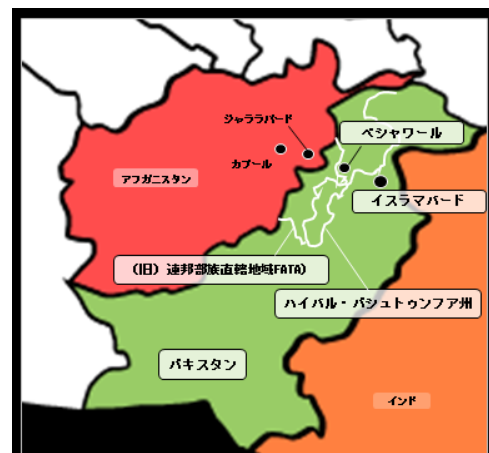 ジャララバード
ペシャワール
カブール
アフガニスタン
イスラマバード
(旧)連邦部族直轄地域FATA)
ハイバル・パシュトゥンフア州
パキスタン
インド